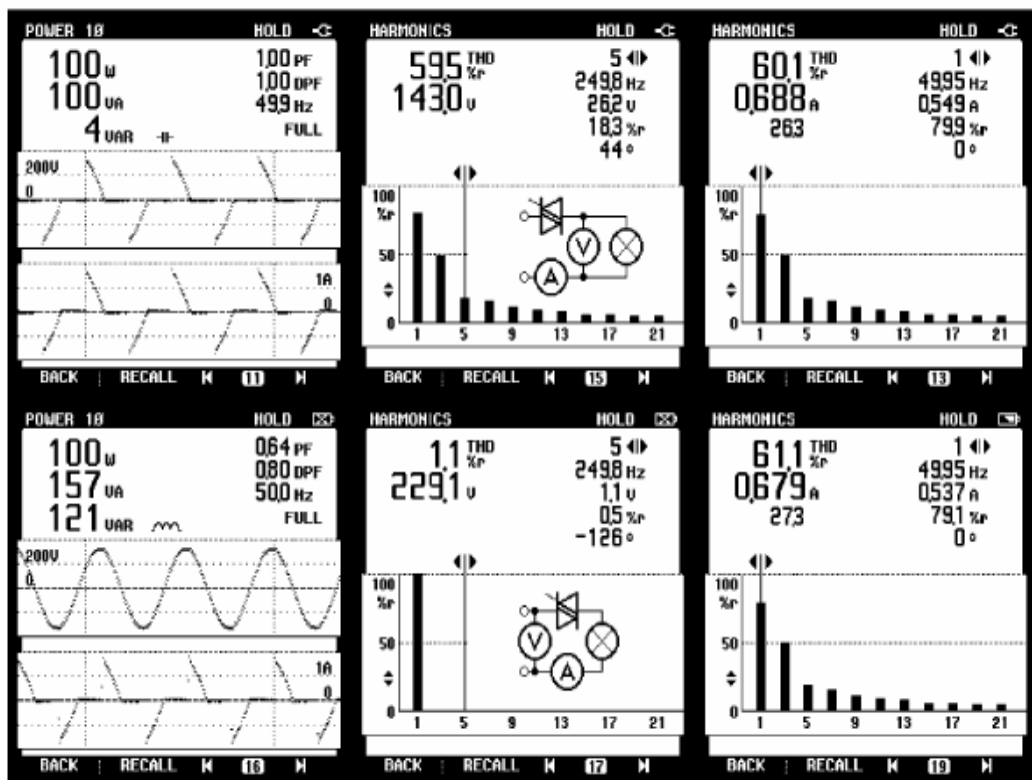 POWER 1Ø HOLD
100 W 1,00 PF
100 VA 1,00 DPF
4 VAR 49,9 Hz
FULL
200V
0
1A
0
BACK RECALL 11
HARMONICS HOLD
59,5 THD %r 5
143,0 V 249,8 Hz
26,2 V
18,3 %r
44 °
100
%r
50
0
1 5 9 13 17 21
V
A
BACK RECALL 15
HARMONICS HOLD
60,1 THD %r 1
0,688 A 49,95 Hz
26,3 0,549 A
79,9 %r
0 °
100
%r
50
0
1 5 9 13 17 21
BACK RECALL 13
POWER 1Ø HOLD
100 W 0,64 PF
157 VA 0,80 DPF
121 VAR 50,0 Hz
FULL
200V
0
1A
0
BACK RECALL 16
HARMONICS HOLD
1,1 THD %r 5
229,1 V 249,8 Hz
1,1 V
0,5 %r
-126 °
100
%r
50
0
1 5 9 13 17 21
V
A
BACK RECALL 17
HARMONICS HOLD
61,1 THD %r 1
0,679 A 49,95 Hz
27,3 0,537 A
79,1 %r
0 °
100
%r
50
0
1 5 9 13 17 21
BACK RECALL 19